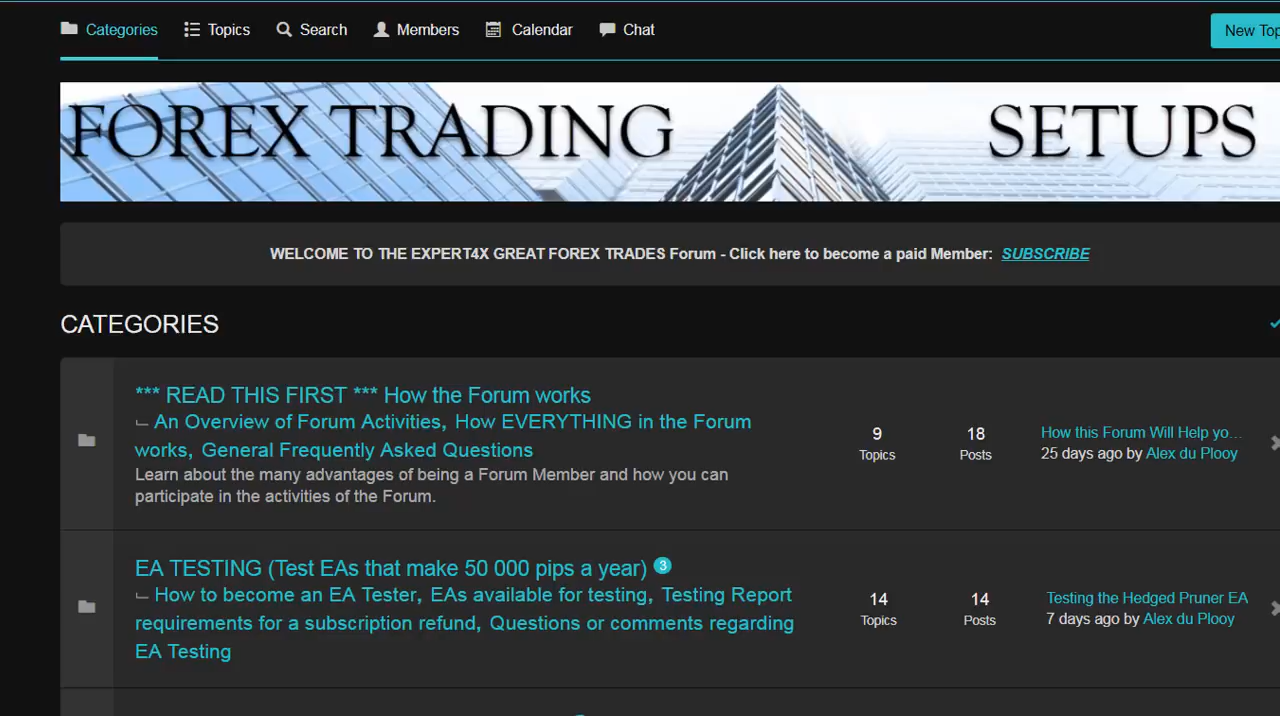 Categories Topics Search Members Calendar Chat New Top
FOREX TRADING SETUPS
WELCOME TO THE EXPERT4X GREAT FOREX TRADES Forum - Click here to become a paid Member: SUBSCRIBE
CATEGORIES
*** READ THIS FIRST *** How the Forum works
An Overview of Forum Activities, How EVERYTHING in the Forum
works, General Frequently Asked Questions
Learn about the many advantages of being a Forum Member and how you can
participate in the activities of the Forum.
9
Topics
18
Posts
How this Forum Will Help yo...
25 days ago by Alex du Plooy
EA TESTING (Test EAs that make 50 000 pips a year) 3
How to become an EA Tester, EAs available for testing, Testing Report
requirements for a subscription refund, Questions or comments regarding
EA Testing
14
Topics
14
Posts
Testing the Hedged Pruner EA
7 days ago by Alex du Plooy